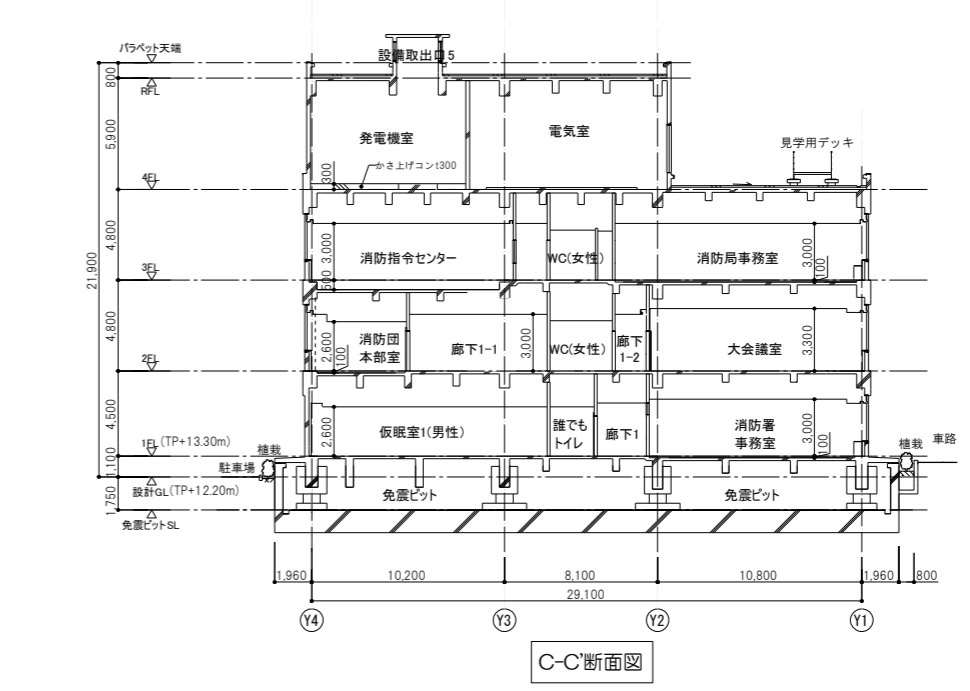 パラペット天端
RFL
4FL
3FL
2FL
1FL(TP+13.30m)
設計GL(TP+12.20m)
免震ピットSL
800
5,900
4,800
4,800
4,500
1,100
1,750
21,900
設備取出口5
発電機室
電気室
かさ上げコンt300
300
見学用デッキ
消防指令センター
3,000
500
WC(女性)
消防局事務室
3,000
100
消防団
本部室
2,600
100
廊下1-1
3,000
WC(女性)
廊下
1-2
大会議室
3,300
仮眠室1(男性)
2,600
誰でも
トイレ
廊下1
消防署
事務室
3,000
100
植栽
駐車場
植栽
車路
免震ピット
免震ピット
1,960
10,200
8,100
10,800
1,960
800
29,100
Y4
Y3
Y2
Y1
C-C'断面図